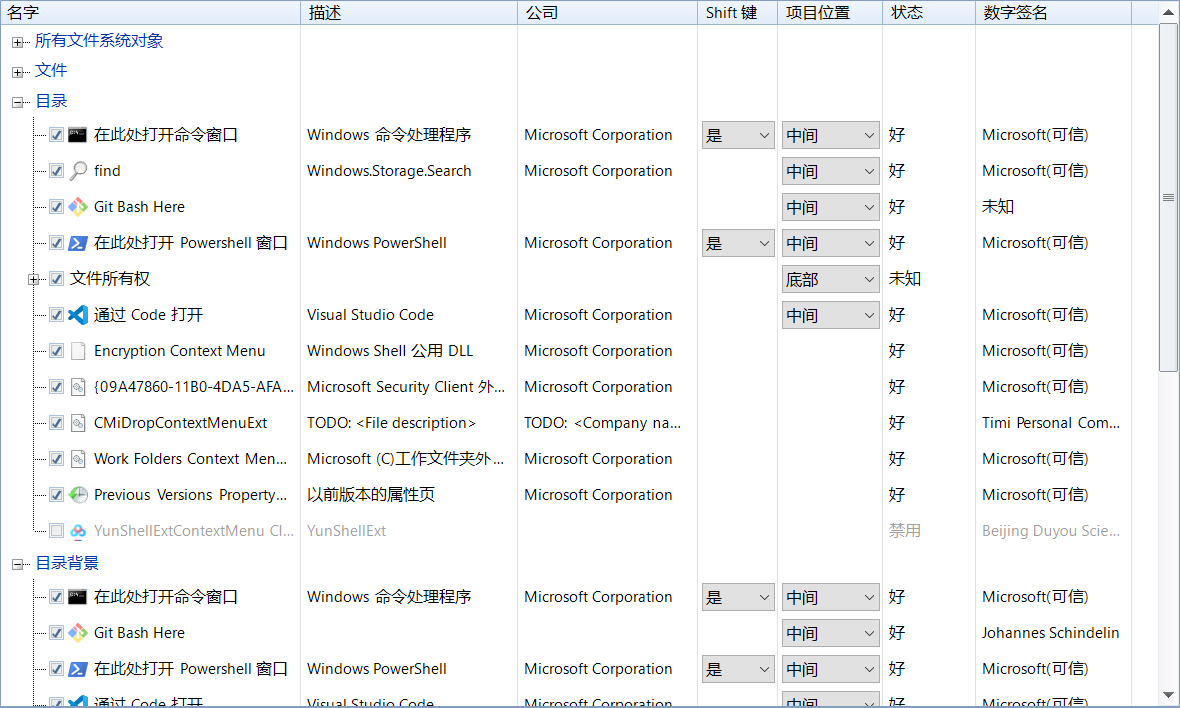 名字 描述 公司 Shift 键 项目位置 状态 数字签名
所有文件系统对象
文件
目录
在此处打开命令窗口 Windows 命令处理程序 Microsoft Corporation 是 中间 好 Microsoft(可信)
find Windows.Storage.Search Microsoft Corporation 中间 好 Microsoft(可信)
Git Bash Here 中间 好 未知
在此处打开 Powershell 窗口 Windows PowerShell Microsoft Corporation 是 中间 好 Microsoft(可信)
文件所有权 底部 未知
通过 Code 打开 Visual Studio Code Microsoft Corporation 中间 好 Microsoft(可信)
Encryption Context Menu Windows Shell 公用 DLL Microsoft Corporation 好 Microsoft(可信)
{09A47860-11B0-4DA5-AFA... Microsoft Security Client 外... Microsoft Corporation 好 Microsoft(可信)
CMiDropContextMenuExt TODO: <File description> TODO: <Company na... 好 Timi Personal Com...
Work Folders Context Men... Microsoft (C)工作文件夹外... Microsoft Corporation 好 Microsoft(可信)
Previous Versions Property... 以前版本的属性页 Microsoft Corporation 好 Microsoft(可信)
YunShellExtContextMenu Cl... YunShellExt 禁用 Beijing Duyou Scie...
目录背景
在此处打开命令窗口 Windows 命令处理程序 Microsoft Corporation 是 中间 好 Microsoft(可信)
Git Bash Here 中间 好 Johannes Schindelin
在此处打开 Powershell 窗口 Windows PowerShell Microsoft Corporation 是 中间 好 Microsoft(可信)
通过 Code 打开 Visual Studio Code Microsoft Corporation 中间 好 Microsoft(可信)